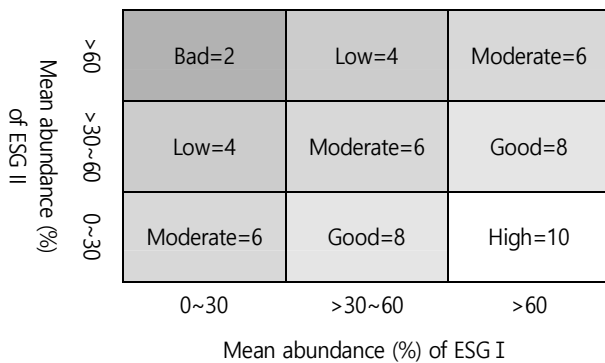 Mean abundance (%)
of ESG II
>60
Bad=2
Low=4
Moderate=6
>30~60
Low=4
Moderate=6
Good=8
0~30
Moderate=6
Good=8
High=10
0~30
>30~60
>60
Mean abundance (%) of ESG I